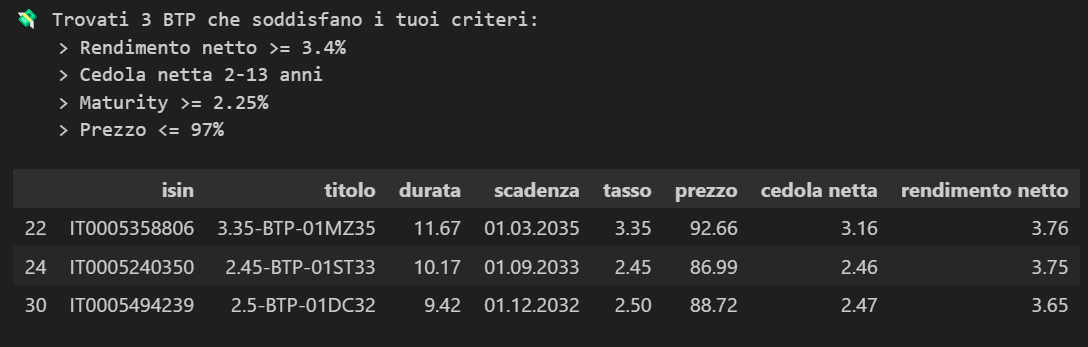 💸 Trovati 3 BTP che soddisfano i tuoi criteri:
> Rendimento netto >= 3.4%
> Cedola netta 2-13 anni
> Maturity >= 2.25%
> Prezzo <= 97%
isin titolo durata scadenza tasso prezzo cedola netta rendimento netto
22 IT0005358806 3.35-BTP-01MZ35 11.67 01.03.2035 3.35 92.66 3.16 3.76
24 IT0005240350 2.45-BTP-01ST33 10.17 01.09.2033 2.45 86.99 2.46 3.75
30 IT0005494239 2.5-BTP-01DC32 9.42 01.12.2032 2.50 88.72 2.47 3.65